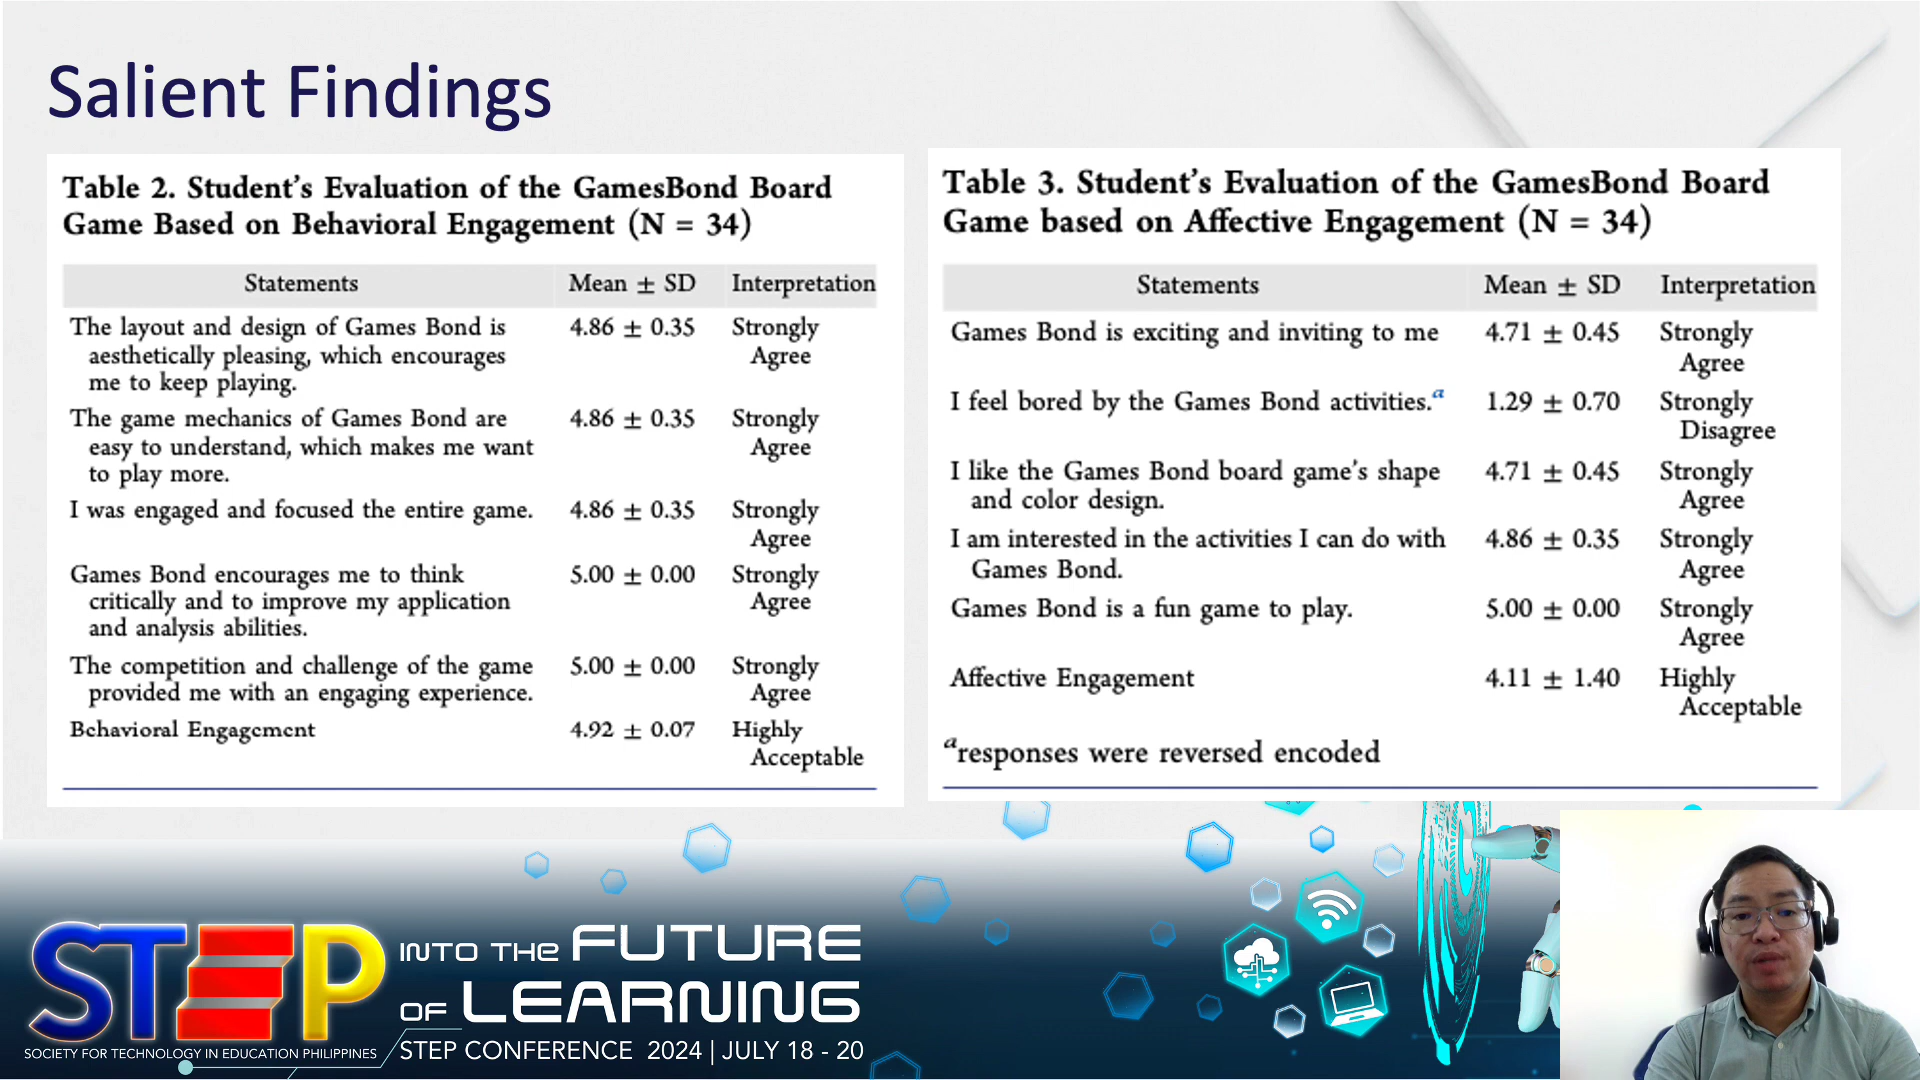 Salient Findings
Table 2. Student's Evaluation of the GamesBond Board
Game Based on Behavioral Engagement (N = 34)
Statements Mean ± SD Interpretation
The layout and design of Games Bond is 4.86 ± 0.35 Strongly
aesthetically pleasing, which encourages Agree
me to keep playing.
The game mechanics of Games Bond are 4.86 ± 0.35 Strongly
easy to understand, which makes me want Agree
to play more.
I was engaged and focused the entire game. 4.86 ± 0.35 Strongly
Agree
Games Bond encourages me to think 5.00 ± 0.00 Strongly
critically and to improve my application Agree
and analysis abilities.
The competition and challenge of the game 5.00 ± 0.00 Strongly
provided me with an engaging experience. Agree
Behavioral Engagement 4.92 ± 0.07 Highly
Acceptable
Table 3. Student's Evaluation of the GamesBond Board
Game based on Affective Engagement (N = 34)
Statements Mean ± SD Interpretation
Games Bond is exciting and inviting to me 4.71 ± 0.45 Strongly
Agree
I feel bored by the Games Bond activities.a 1.29 ± 0.70 Strongly
Disagree
I like the Games Bond board game's shape 4.71 ± 0.45 Strongly
and color design. Agree
I am interested in the activities I can do with 4.86 ± 0.35 Strongly
Games Bond. Agree
Games Bond is a fun game to play. 5.00 ± 0.00 Strongly
Agree
Affective Engagement 4.11 ± 1.40 Highly
Acceptable
aresponses were reversed encoded
STEP
SOCIETY FOR TECHNOLOGY IN EDUCATION PHILIPPINES
INTO THE FUTURE
OF LEARNING
STEP CONFERENCE 2024 | JULY 18 - 20